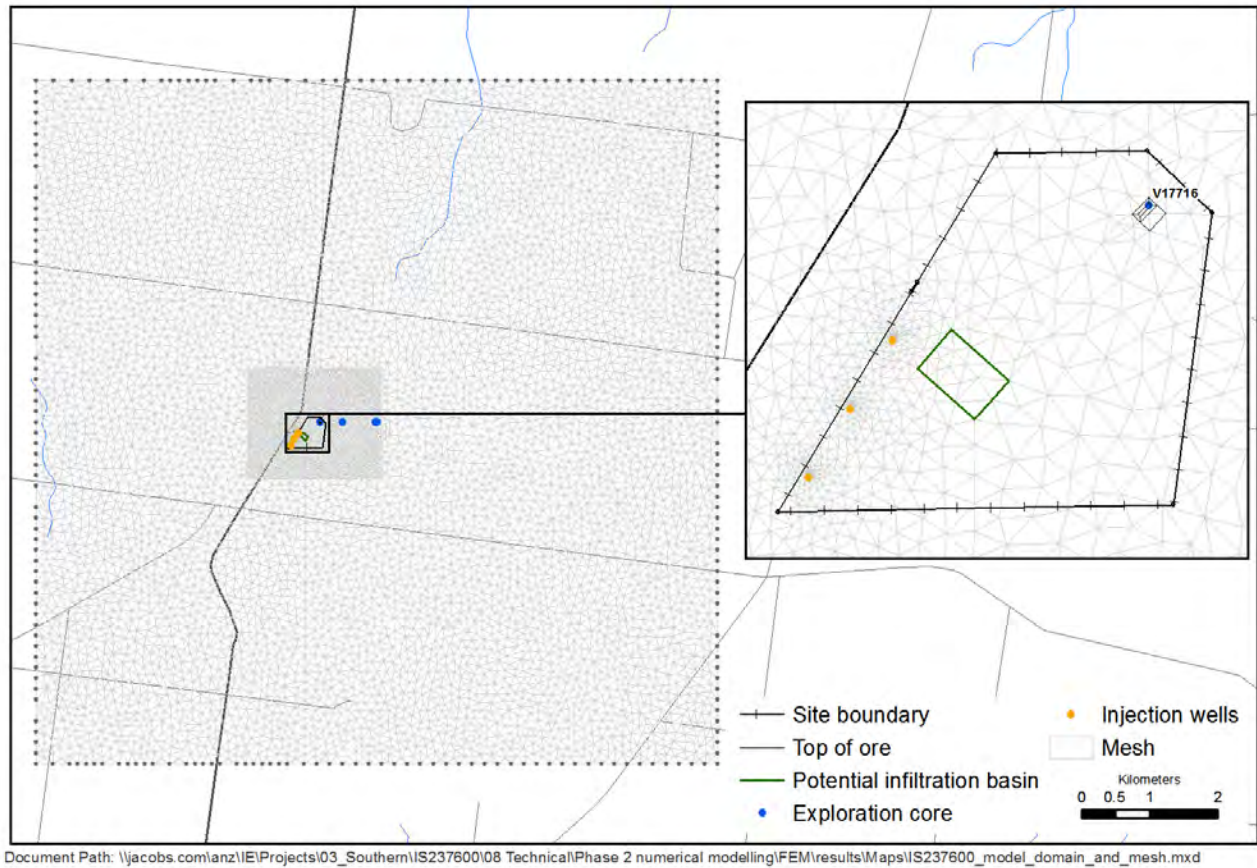 V17716
Site boundary
Top of ore
Potential infiltration basin
Exploration core
Injection wells
Mesh
Kilometers
0 0.5 1 2
Document Path: \\jacobs.com\anz\IE\Projects\03_Southern\IS237600\08 Technical\Phase 2 numerical modelling\FEM\results\Maps\IS237600_model_domain_and_mesh.mxd